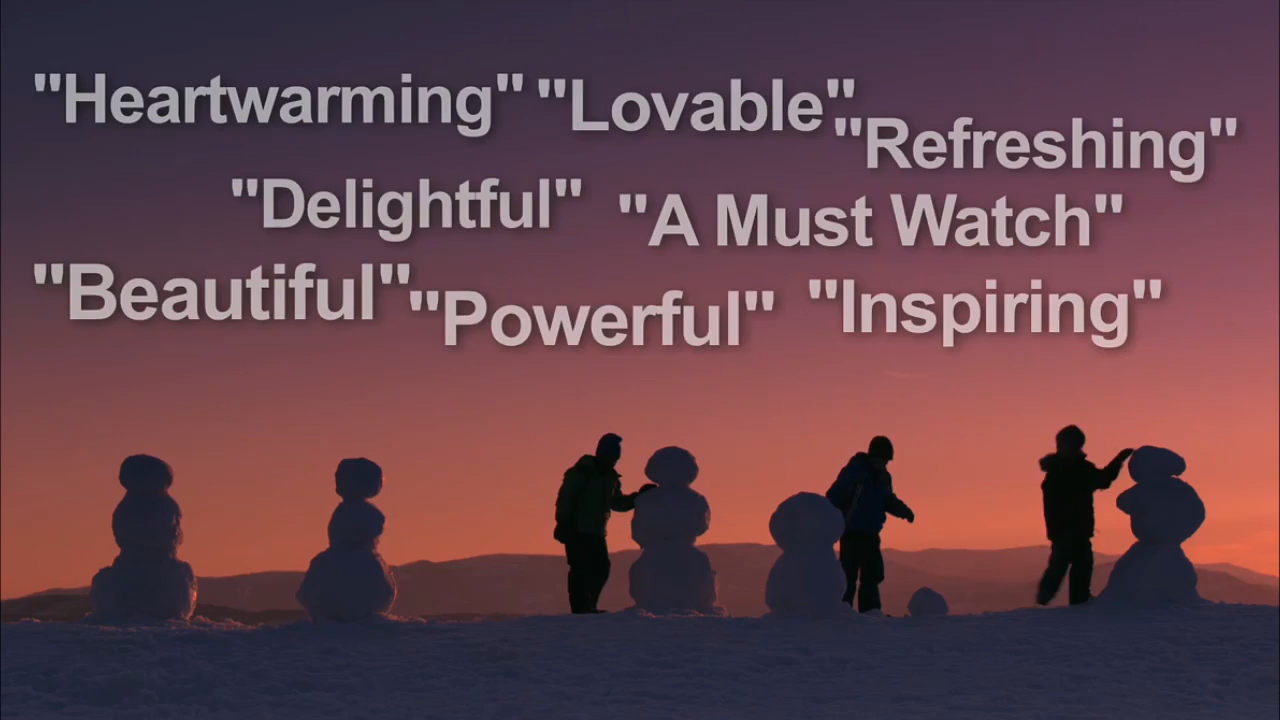 "Heartwarming" "Lovable"
"Refreshing"
"Delightful" "A Must Watch"
"Beautiful" "Powerful" "Inspiring"